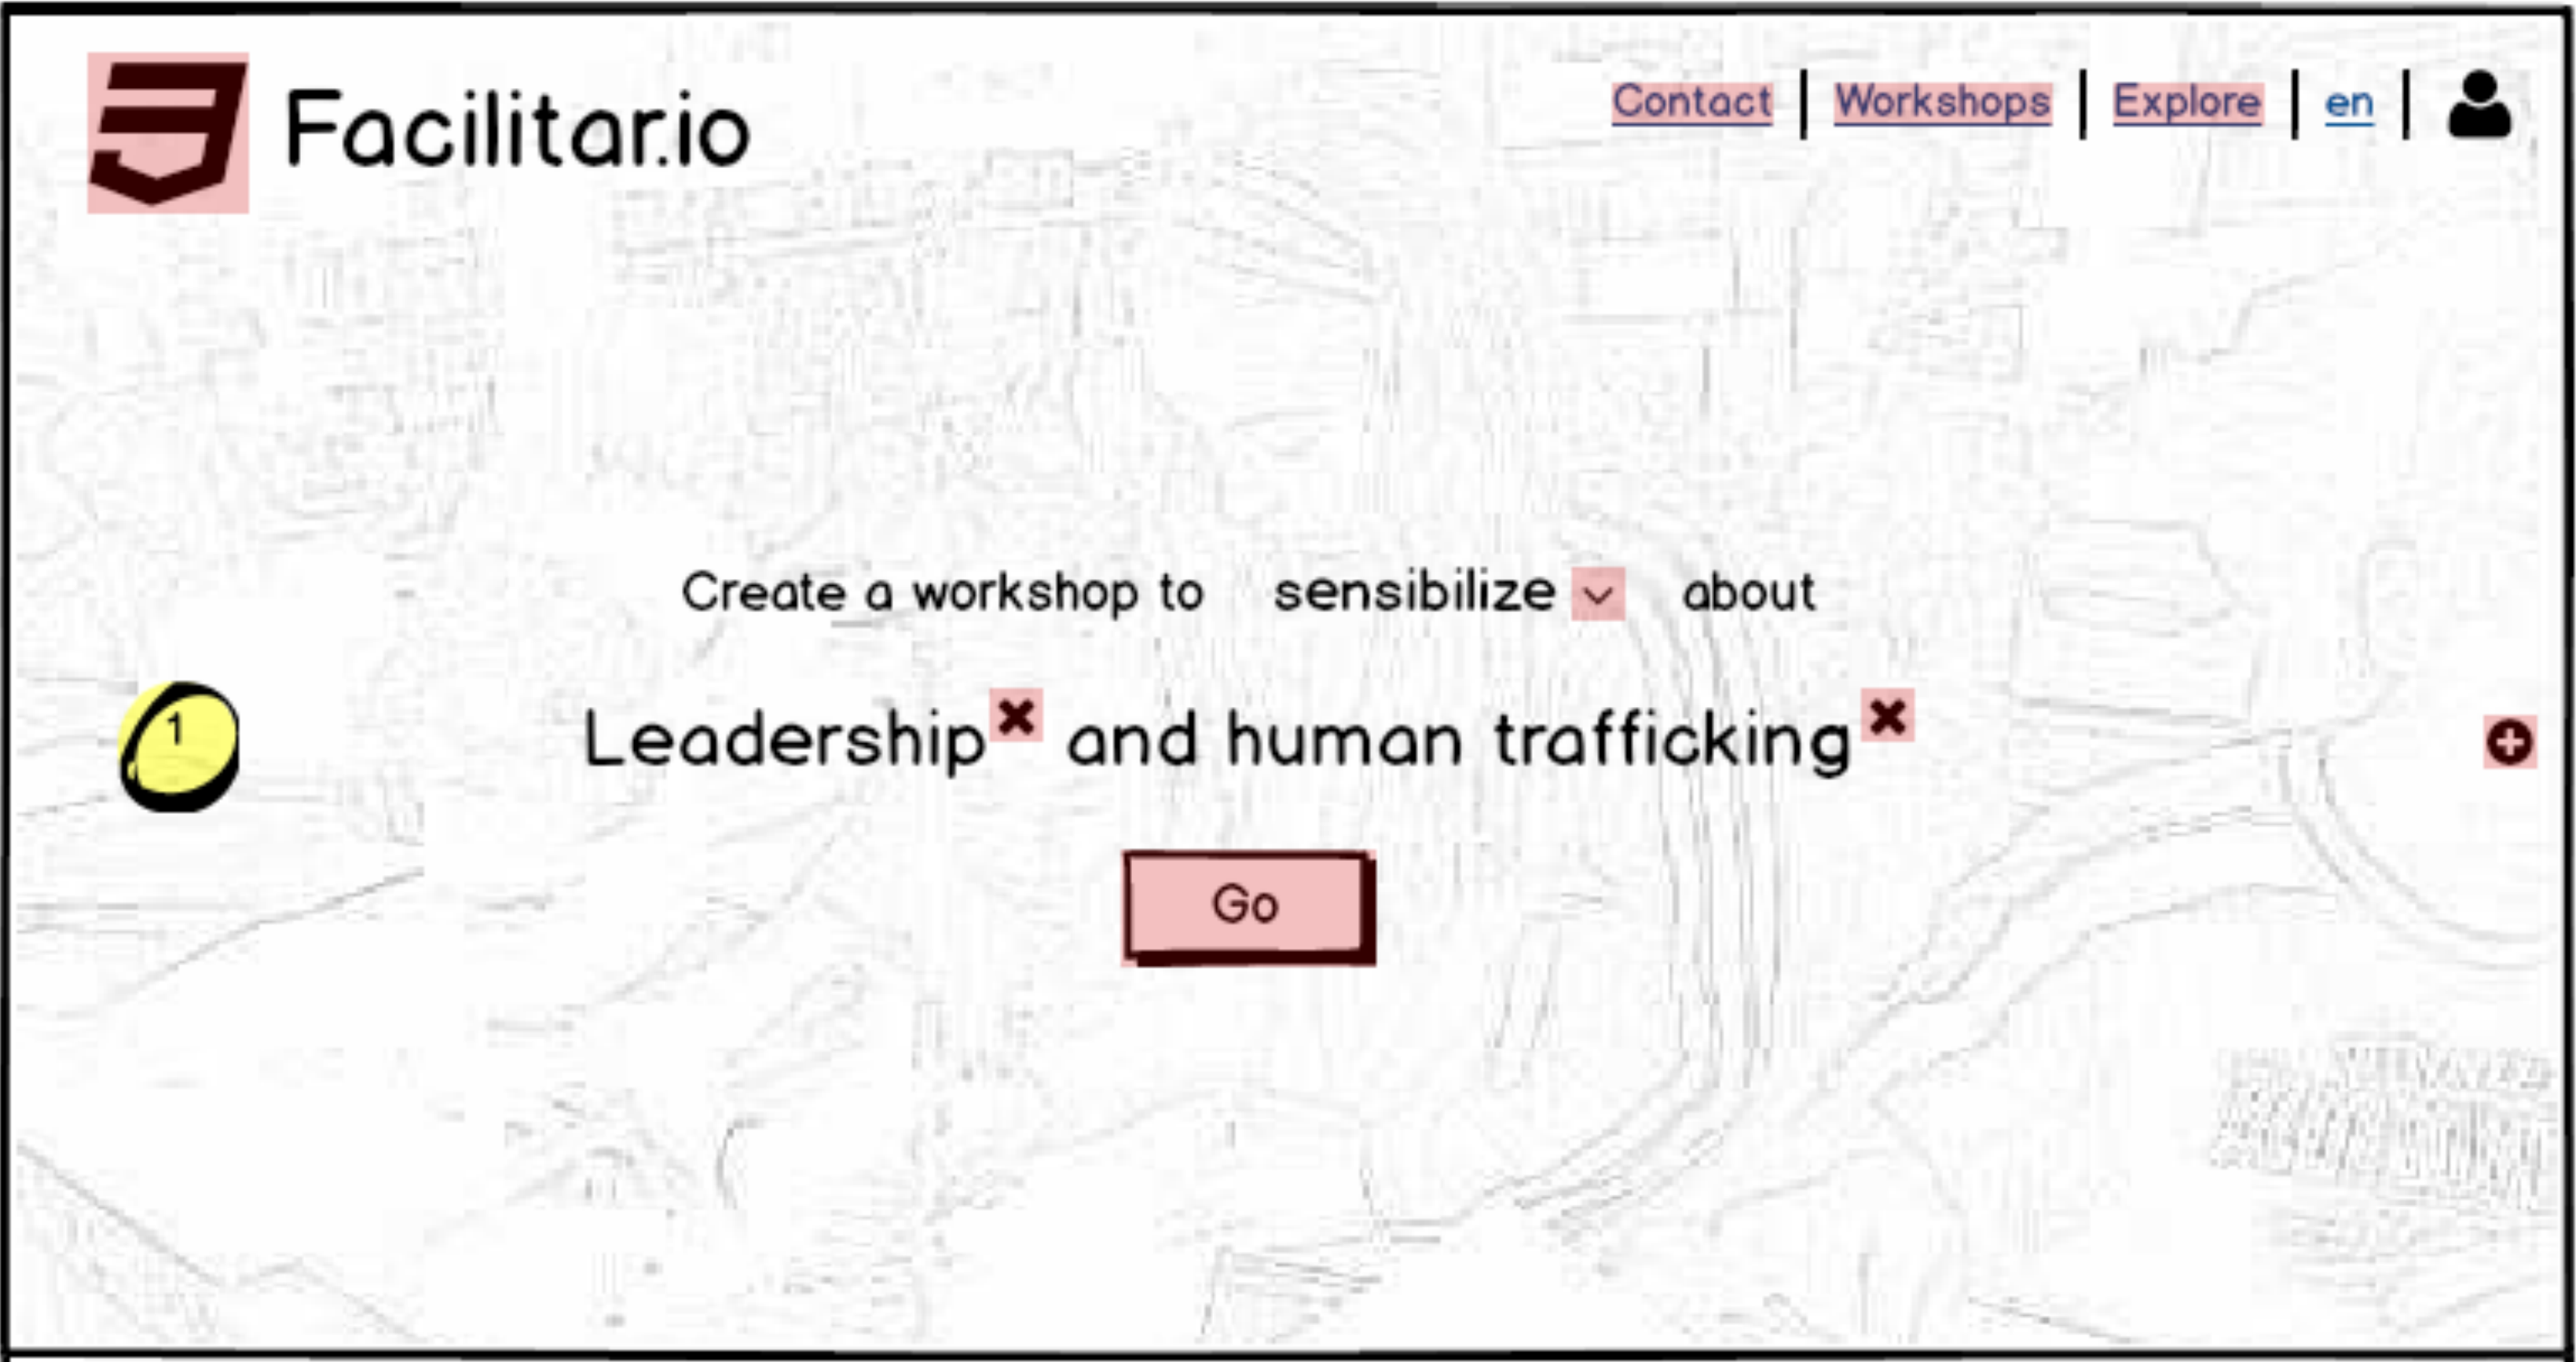 Facilitar.io
Contact | Workshops | Explore | en |
Create a workshop to sensibilize about
1
Leadership and human trafficking
Go